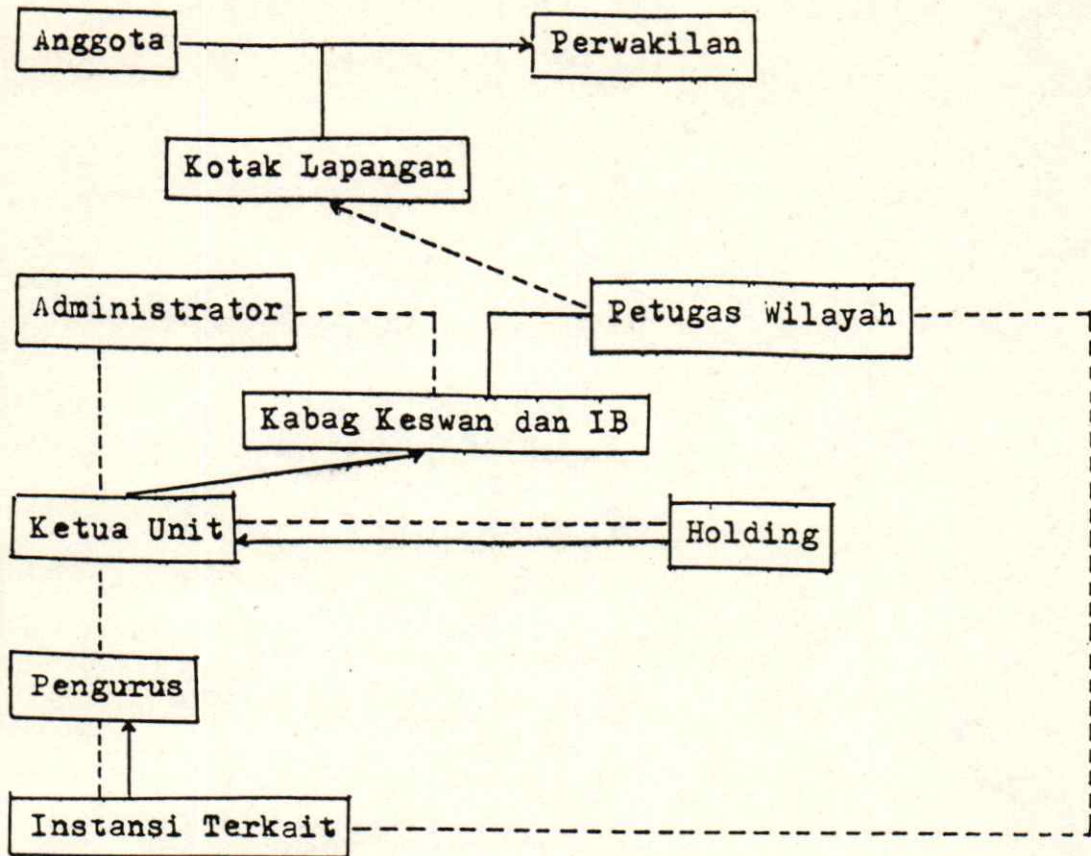 Anggota
Perwakilan
Kotak Lapangan
Administrator
Petugas Wilayah
Kabag Keswan dan IB
Ketua Unit
Holding
Pengurus
Instansi Terkait